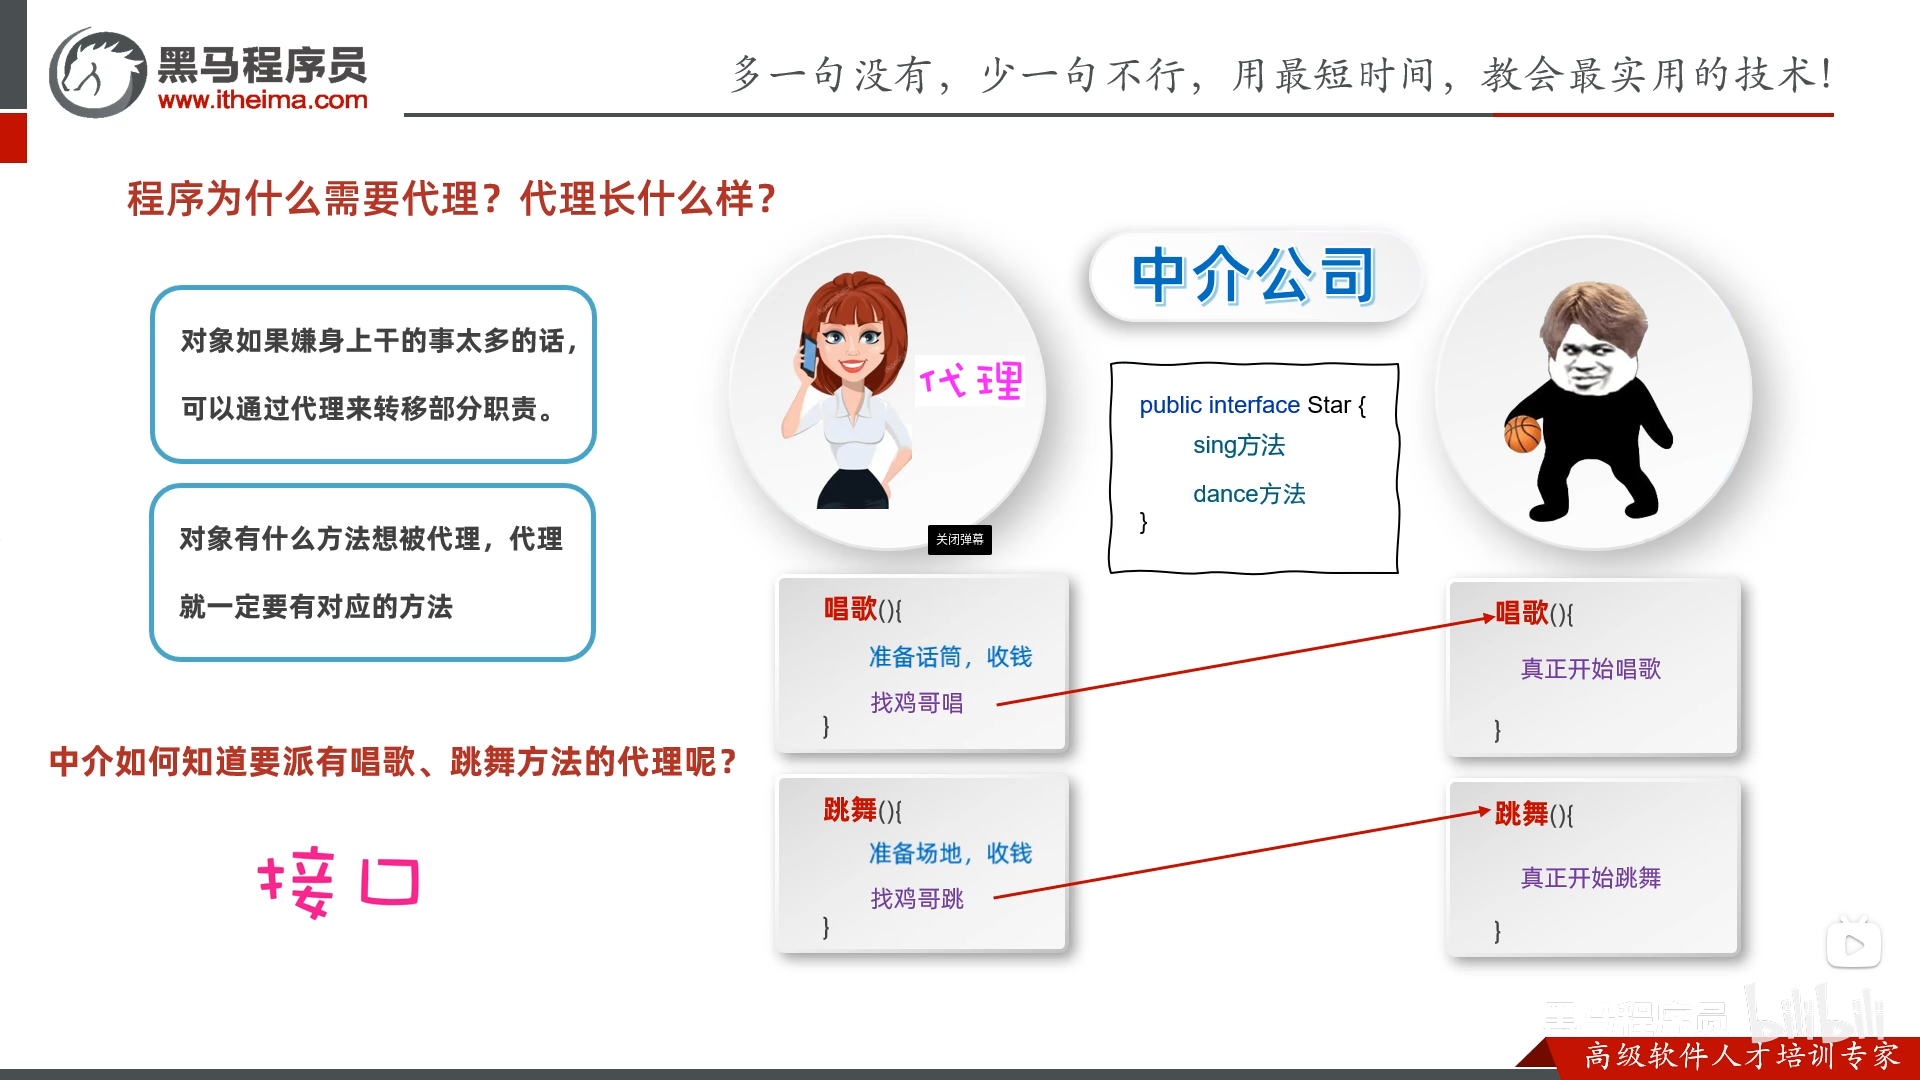 黑马程序员
www.itheima.com
多一句没有，少一句不行，用最短时间，教会最实用的技术！
程序为什么需要代理？代理长什么样？
对象如果嫌身上干的事太多的话，
可以通过代理来转移部分职责。
对象有什么方法想被代理，代理
就一定要有对应的方法
中介如何知道要派有唱歌、跳舞方法的代理呢？
接口
代理
关闭弹幕
中介公司
public interface Star {
sing方法
dance方法
}
唱歌(){
准备话筒，收钱
找鸡哥唱
}
跳舞(){
准备场地，收钱
找鸡哥跳
}
唱歌(){
真正开始唱歌
}
跳舞(){
真正开始跳舞
}
黑马程序员
bilibili
高级软件人才培训专家